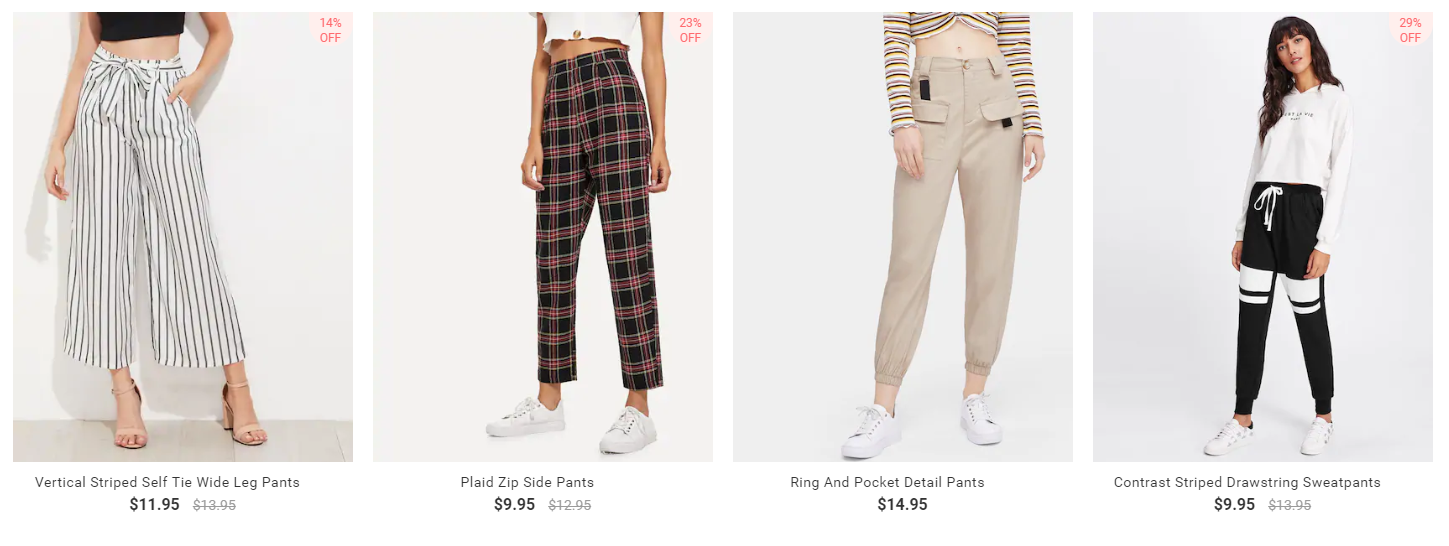 14%
OFF
23%
OFF
29%
OFF
Vertical Striped Self Tie Wide Leg Pants
$11.95 $13.95
Plaid Zip Side Pants
$9.95 $12.95
Ring And Pocket Detail Pants
$14.95
Contrast Striped Drawstring Sweatpants
$9.95 $13.95